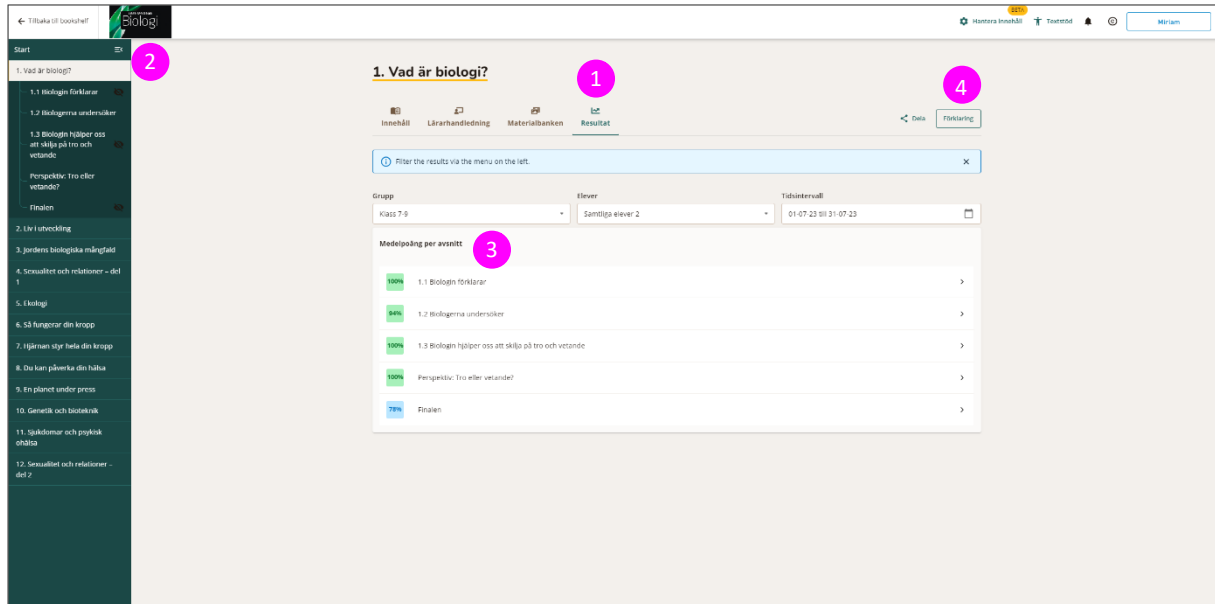 Tillbaka till bookshelf
Biologi
BETA
Hantera innehåll
Textstöd
Miriam
Start
1. Vad är biologi?
1.1 Biologin förklarar
1.2 Biologerna undersöker
1.3 Biologin hjälper oss
att skilja på tro och
vetande
Perspektiv: Tro eller
vetande?
Finalen
2. Liv i utveckling
3. Jordens biologiska mångfald
4. Sexualitet och relationer – del
1
5. Ekologi
6. Så fungerar din kropp
7. Hjärnan styr hela din kropp
8. Du kan påverka din hälsa
9. En planet under press
10. Genetik och bioteknik
11. Sjukdomar och psykisk
ohälsa
12. Sexualitet och relationer –
del 2
2
1. Vad är biologi?
1
4
Innehåll
Lärarhandledning
Materialbanken
Resultat
Dela
Förklaring
Filter the results via the menu on the left.
Grupp
Elever
Tidsintervall
Klass 7-9
Samtliga elever 2
01-07-23 till 31-07-23
Medelpoäng per avsnitt
3
100% 1.1 Biologin förklarar
94% 1.2 Biologerna undersöker
100% 1.3 Biologin hjälper oss att skilja på tro och vetande
100% Perspektiv: Tro eller vetande?
78% Finalen